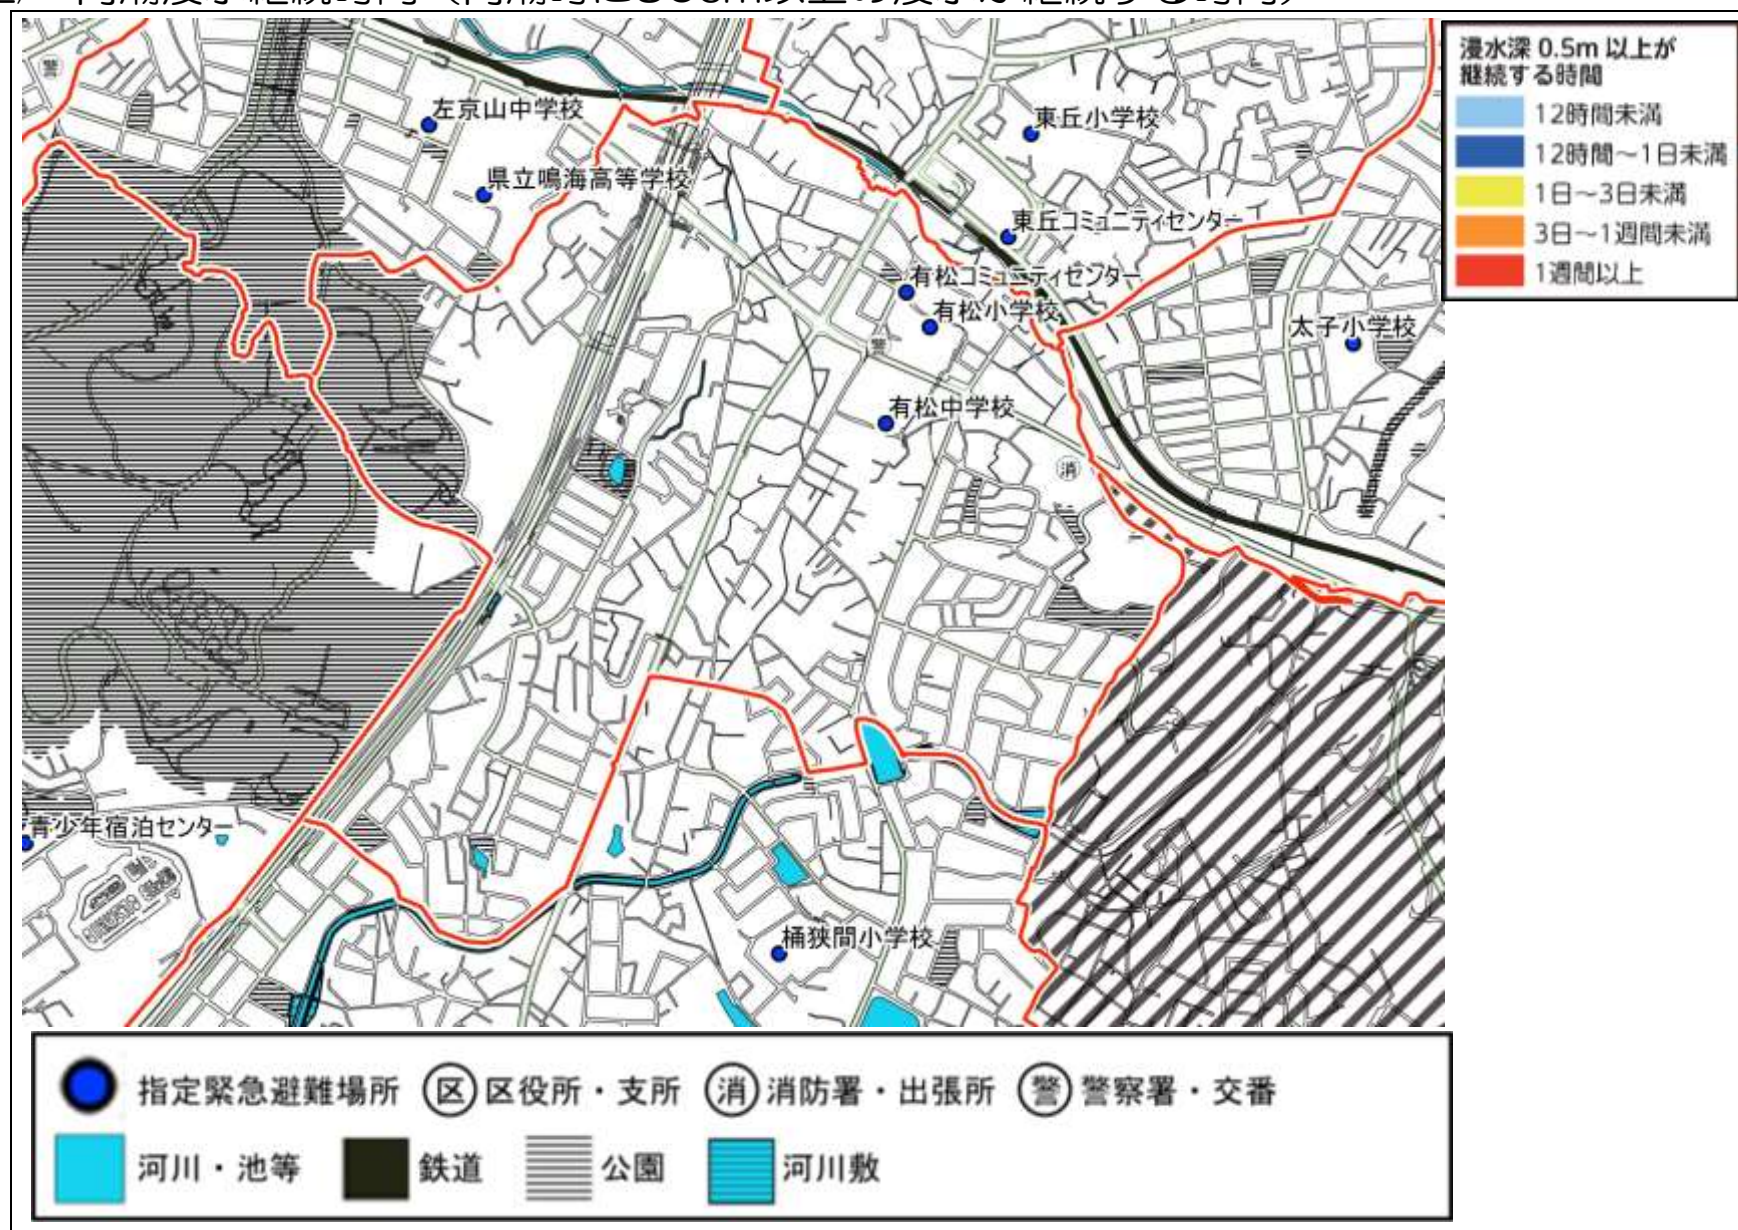 浸水深 0.5m 以上が
継続する時間
12時間未満
12時間～1日未満
1日～3日未満
3日～1週間未満
1週間以上
警
左京山中学校
東丘小学校
県立鳴海高等学校
東丘コミュニティセンター
有松コミュニティセンター
有松小学校
太子小学校
警
有松中学校
消
青少年宿泊センター
桶狭間小学校
指定緊急避難場所 区 区役所・支所 消 消防署・出張所 警 警察署・交番
河川・池等 鉄道 公園 河川敷